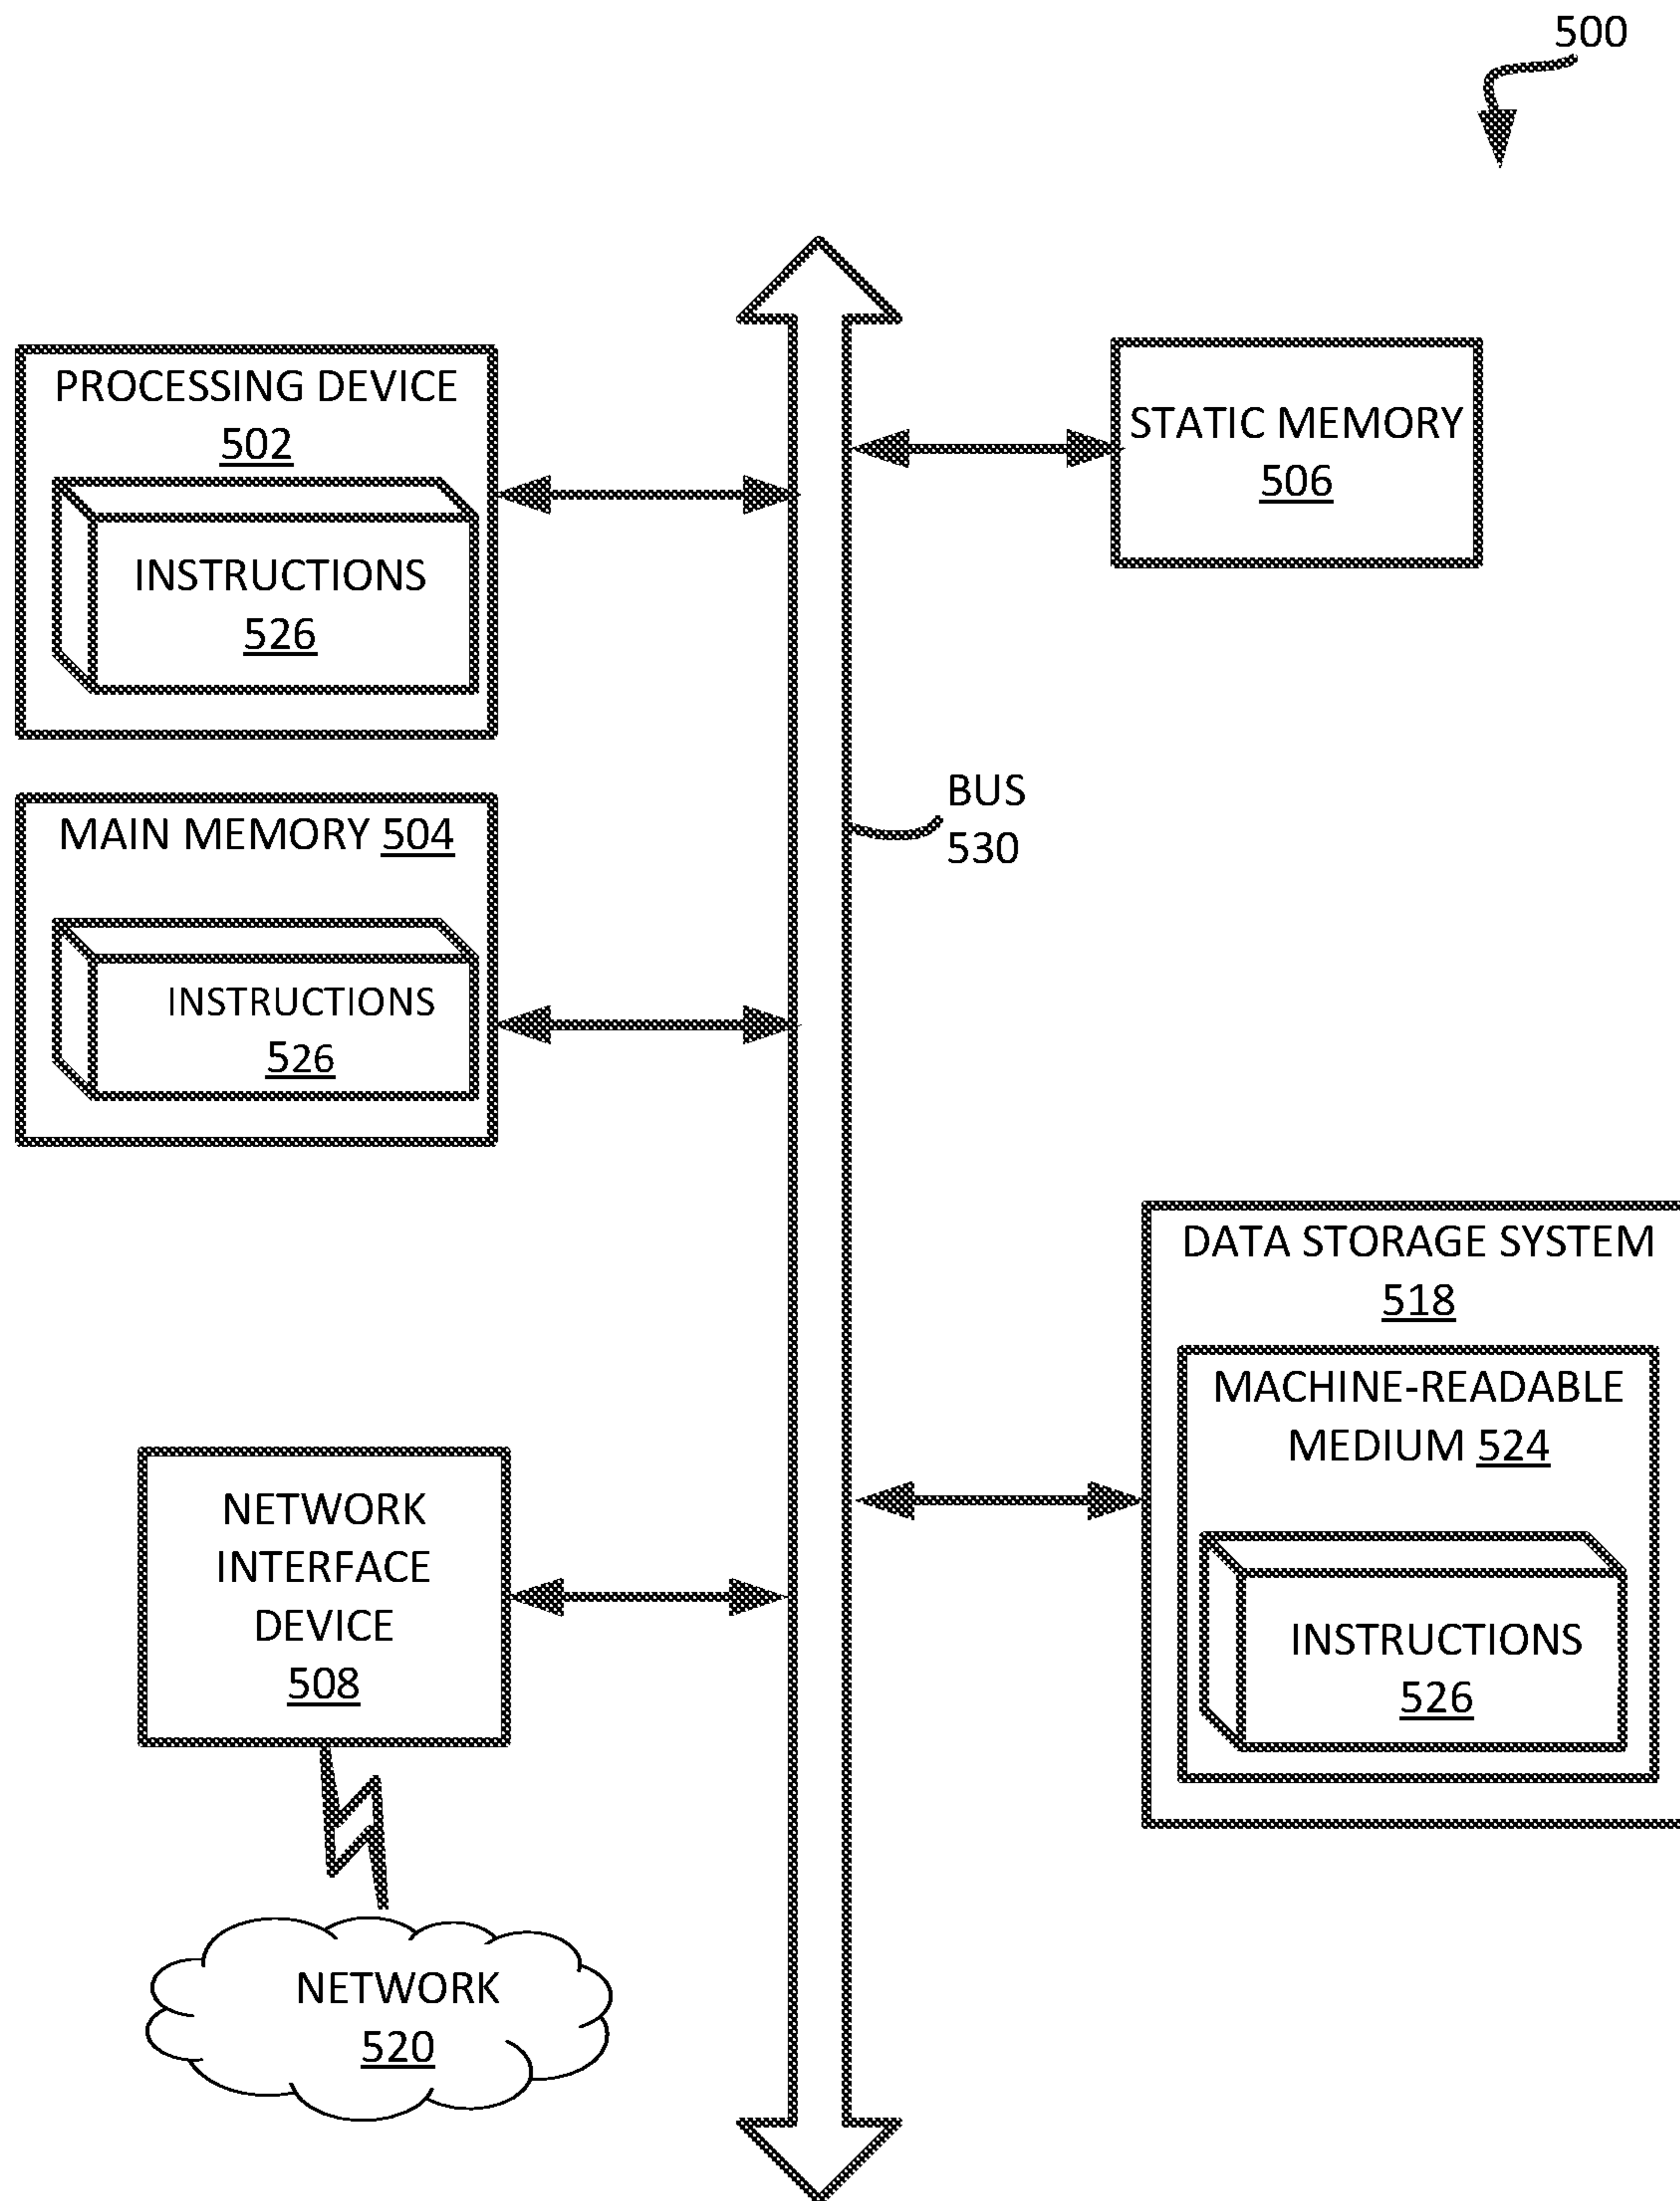 500
PROCESSING DEVICE
502
INSTRUCTIONS
526
STATIC MEMORY
506
MAIN MEMORY 504
INSTRUCTIONS
526
BUS
530
DATA STORAGE SYSTEM
518
MACHINE-READABLE
MEDIUM 524
INSTRUCTIONS
526
NETWORK
INTERFACE
DEVICE
508
NETWORK
520